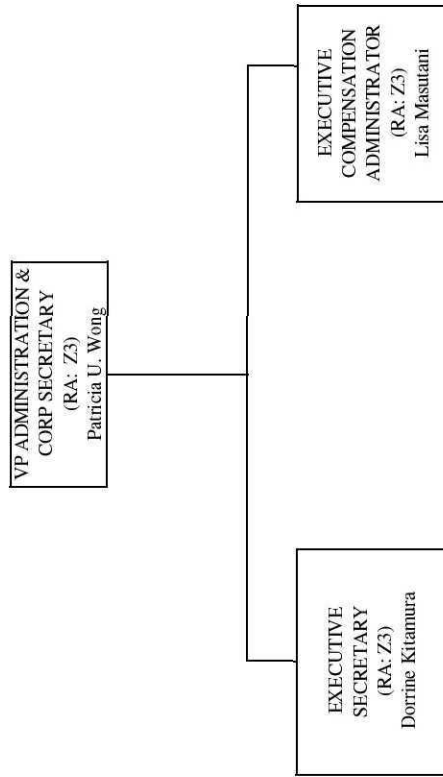 VP ADMINISTRATION &
CORP SECRETARY
(RA: Z3)
Patricia U. Wong
EXECUTIVE
SECRETARY
(RA: Z3)
Dorrine Kitamura
EXECUTIVE
COMPENSATION
ADMINISTRATOR
(RA: Z3)
Lisa Masutani